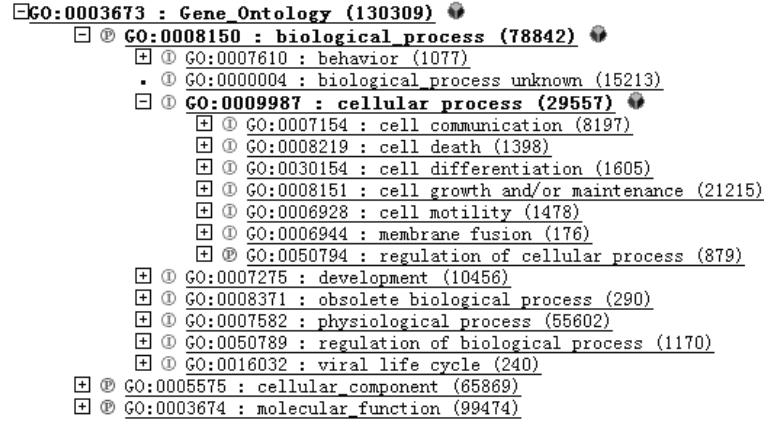 GO:0003673 : Gene_Ontology (130309)
Ⓟ GO:0008150 : biological_process (78842)
Ⓘ GO:0007610 : behavior (1077)
Ⓘ GO:0000004 : biological_process unknown (15213)
Ⓘ GO:0009987 : cellular process (29557)
Ⓘ GO:0007154 : cell communication (8197)
Ⓘ GO:0008219 : cell death (1398)
Ⓘ GO:0030154 : cell differentiation (1605)
Ⓘ GO:0008151 : cell growth and/or maintenance (21215)
Ⓘ GO:0006928 : cell motility (1478)
Ⓘ GO:0006944 : membrane fusion (176)
Ⓟ GO:0050794 : regulation of cellular process (879)
Ⓘ GO:0007275 : development (10456)
Ⓘ GO:0008371 : obsolete biological process (290)
Ⓘ GO:0007582 : physiological process (55602)
Ⓘ GO:0050789 : regulation of biological process (1170)
Ⓘ GO:0016032 : viral life cycle (240)
Ⓟ GO:0005575 : cellular_component (65869)
Ⓟ GO:0003674 : molecular_function (99474)